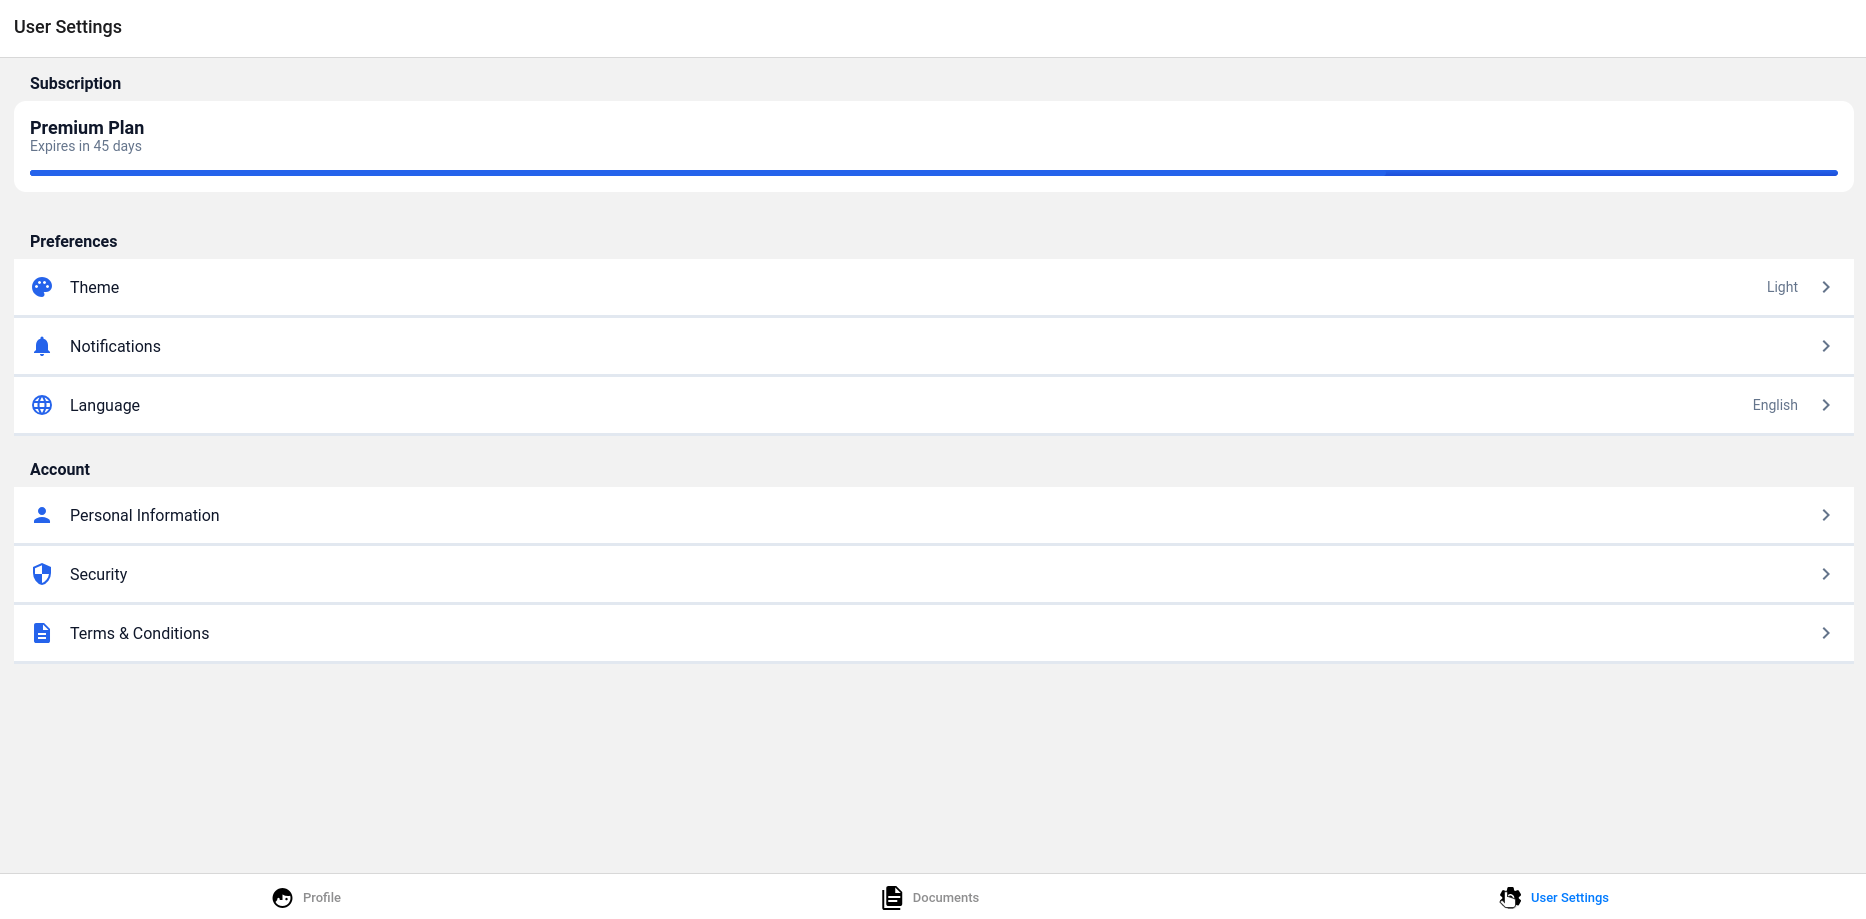 User Settings
Subscription
Premium Plan
Expires in 45 days
Preferences
Theme Light
Notifications
Language English
Account
Personal Information
Security
Terms & Conditions
Profile Documents User Settings